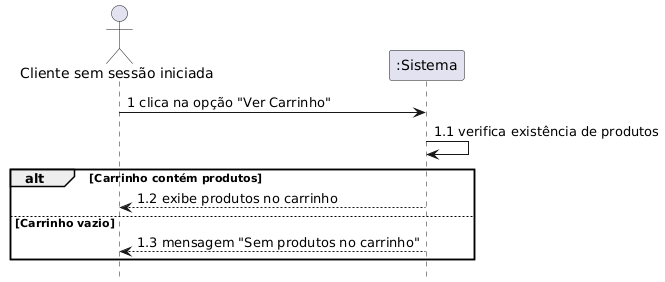 Cliente sem sessão iniciada
:Sistema
1 clica na opção "Ver Carrinho"
1.1 verifica existência de produtos
alt [Carrinho contém produtos]
1.2 exibe produtos no carrinho
[Carrinho vazio]
1.3 mensagem "Sem produtos no carrinho"